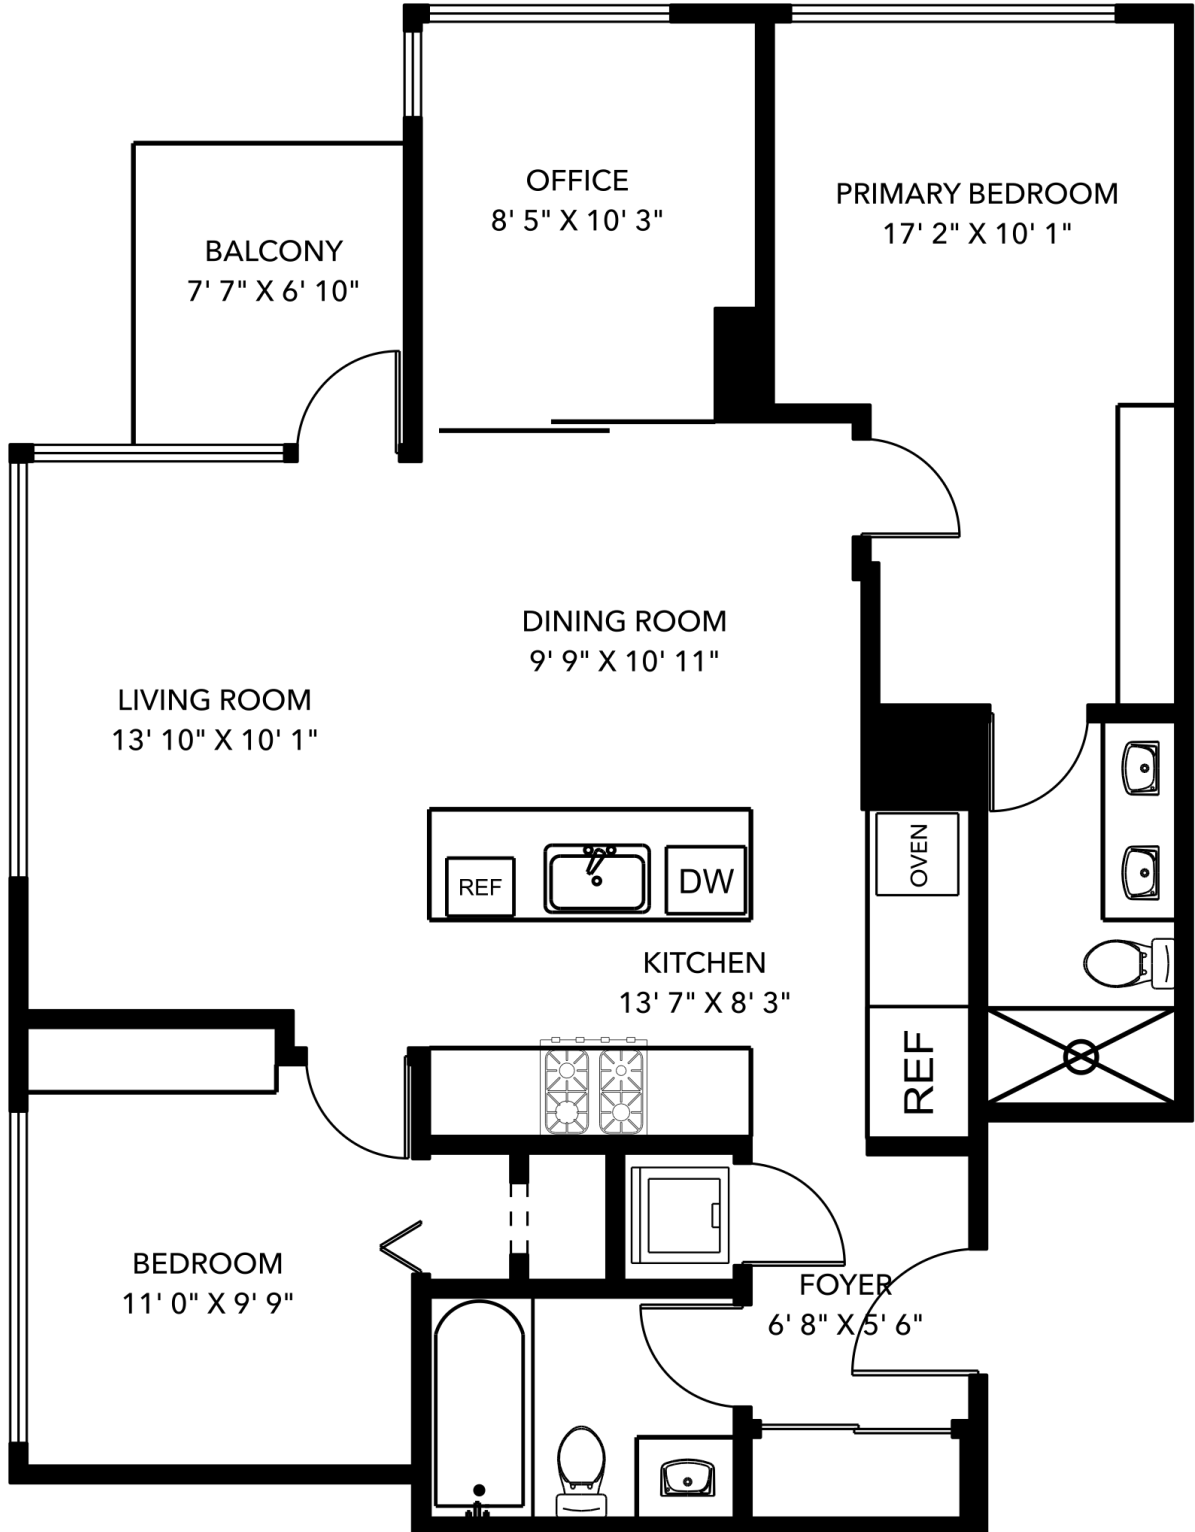 OFFICE
8' 5" X 10' 3"
PRIMARY BEDROOM
17' 2" X 10' 1"
BALCONY
7' 7" X 6' 10"
DINING ROOM
9' 9" X 10' 11"
LIVING ROOM
13' 10" X 10' 1"
OVEN
REF
DW
KITCHEN
13' 7" X 8' 3"
REF
BEDROOM
11' 0" X 9' 9"
FOYER
6' 8" X 5' 6"